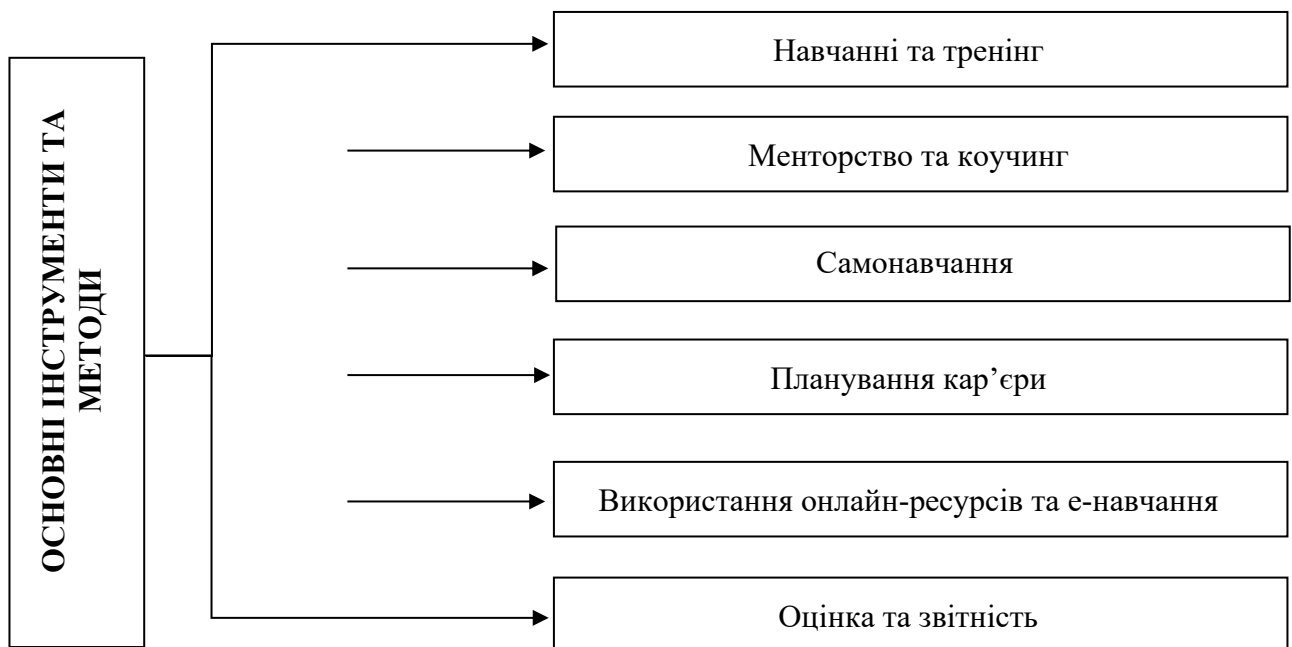 ОСНОВНІ ІНСТРУМЕНТИ ТА
МЕТОДИ
Навчанні та тренінг
Менторство та коучинг
Самонавчання
Планування кар’єри
Використання онлайн-ресурсів та е-навчання
Оцінка та звітність